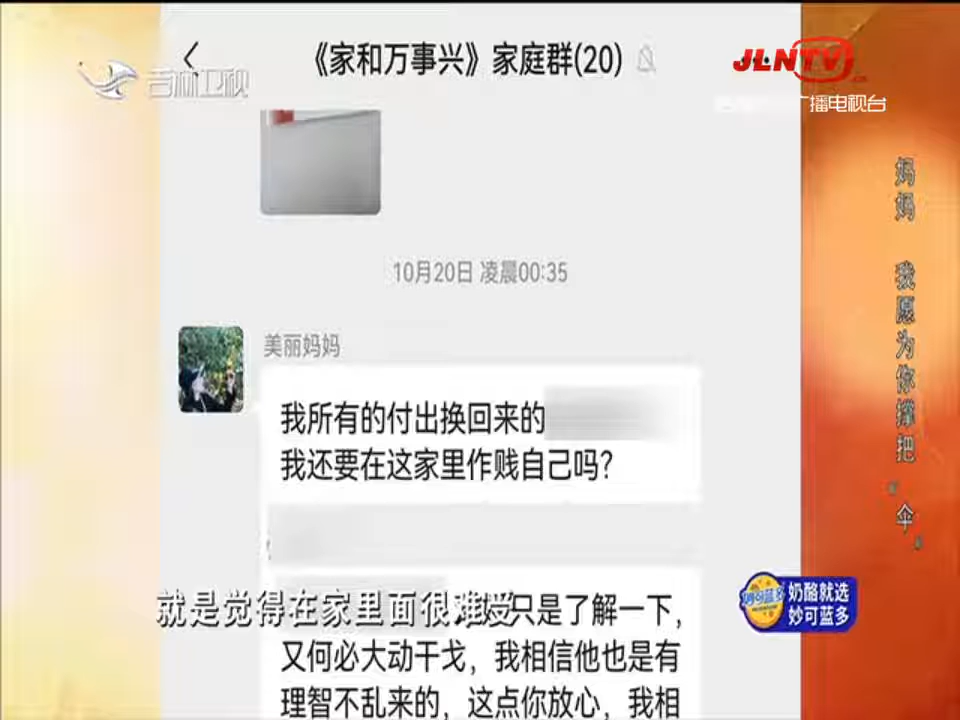 《家和万事兴》家庭群(20)
JLNTV
吉林卫视
广播电视台
10月20日 凌晨00:35
美丽妈妈
我所有的付出换回来的
我还要在这家里作贱自己吗?
只是了解一下,
又何必大动干戈，我相信他也是有
理智不乱来的，这点你放心，我相
就是觉得在家里面很难受
妈妈 我愿为你撑把“伞”
妙可蓝多
奶酪就选
妙可蓝多